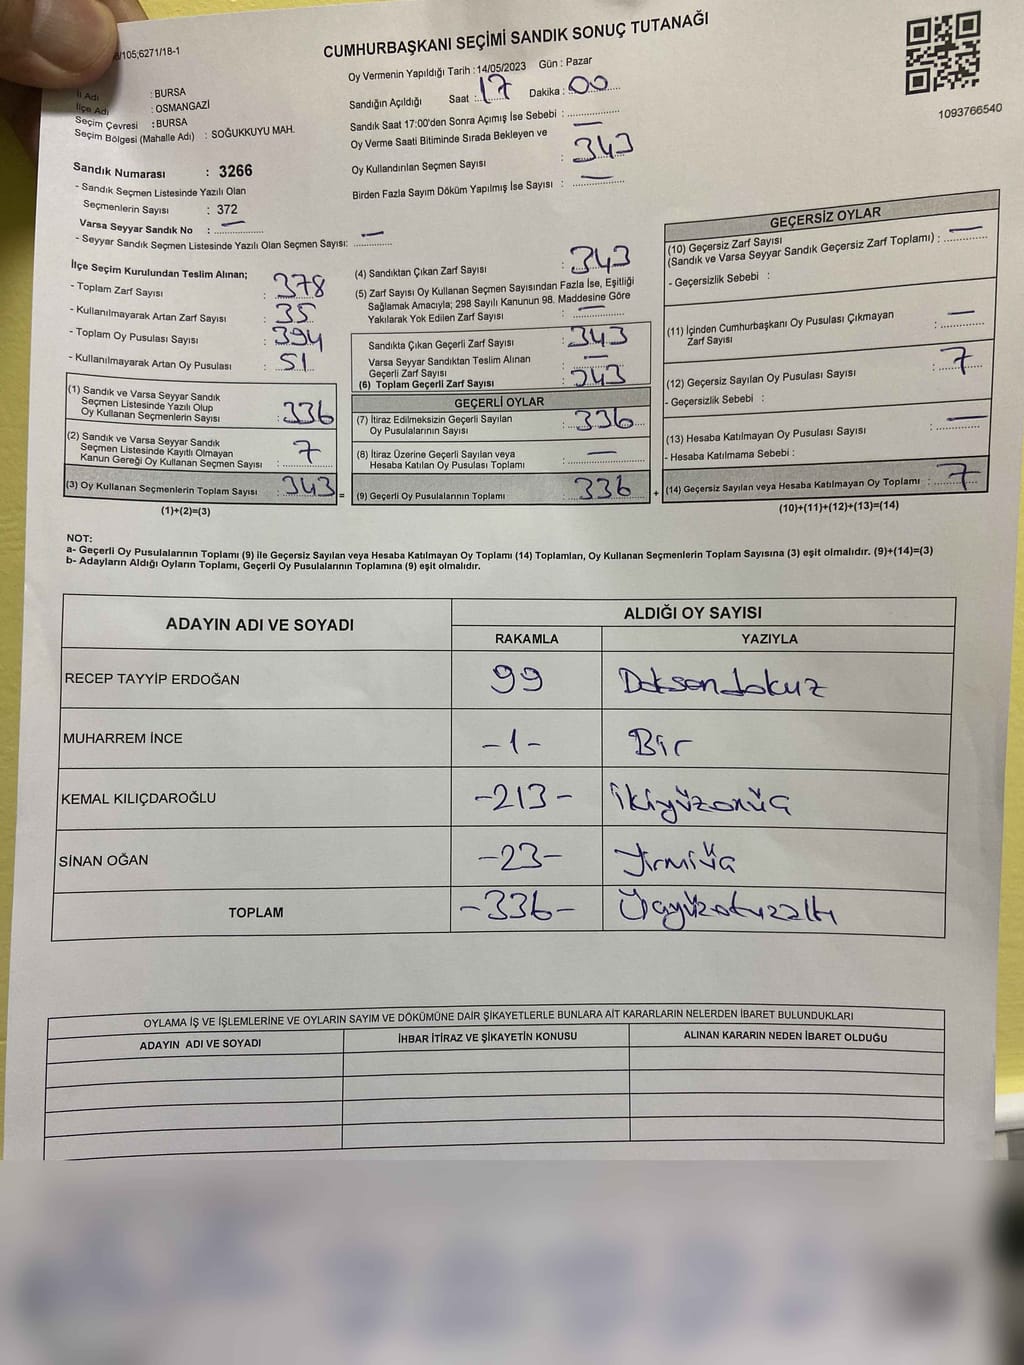 /105;6271/18-1
CUMHURBAŞKANI SEÇİMİ SANDIK SONUÇ TUTANAĞI
1093766540
İl Adı : BURSA
İlçe Adı : OSMANGAZİ
Seçim Çevresi : BURSA
Seçim Bölgesi (Mahalle Adı) : SOĞUKKUYU MAH.
Sandık Numarası : 3266
- Sandık Seçmen Listesinde Yazılı Olan
Seçmenlerin Sayısı : 372
Varsa Seyyar Sandık No : —
- Seyyar Sandık Seçmen Listesinde Yazılı Olan Seçmen Sayısı: —
Oy Vermenin Yapıldığı Tarih : 14/05/2023 Gün : Pazar
Sandığın Açıldığı Saat : 17 Dakika : 00
Sandık Saat 17:00'den Sonra Açımış İse Sebebi : —
Oy Verme Saati Bitiminde Sırada Bekleyen ve
Oy Kullandırılan Seçmen Sayısı : 343
Birden Fazla Sayım Döküm Yapılmış İse Sayısı : —
İlçe Seçim Kurulundan Teslim Alınan;
- Toplam Zarf Sayısı : 378
- Kullanılmayarak Artan Zarf Sayısı : 35
- Toplam Oy Pusulası Sayısı : 394
- Kullanılmayarak Artan Oy Pusulası : 51
(1) Sandık ve Varsa Seyyar Sandık
Seçmen Listesinde Yazılı Olup
Oy Kullanan Seçmenlerin Sayısı : 336
(2) Sandık ve Varsa Seyyar Sandık
Seçmen Listesinde Kayıtlı Olmayan
Kanun Gereği Oy Kullanan Seçmen Sayısı : 7
(3) Oy Kullanan Seçmenlerin Toplam Sayısı : 343 =
(1)+(2)=(3)
(4) Sandıktan Çıkan Zarf Sayısı : 343
(5) Zarf Sayısı Oy Kullanan Seçmen Sayısından Fazla İse, Eşitliği
Sağlamak Amacıyla; 298 Sayılı Kanunun 98. Maddesine Göre
Yakılarak Yok Edilen Zarf Sayısı : —
Sandıkta Çıkan Geçerli Zarf Sayısı : 343
Varsa Seyyar Sandıktan Teslim Alınan
Geçerli Zarf Sayısı : —
(6) Toplam Geçerli Zarf Sayısı : 343
GEÇERLİ OYLAR
(7) İtiraz Edilmeksizin Geçerli Sayılan
Oy Pusulalarının Sayısı : 336
(8) İtiraz Üzerine Geçerli Sayılan veya
Hesaba Katılan Oy Pusulası Toplamı : —
(9) Geçerli Oy Pusulalarının Toplamı : 336 +
GEÇERSİZ OYLAR
(10) Geçersiz Zarf Sayısı
(Sandık ve Varsa Seyyar Sandık Geçersiz Zarf Toplamı) : —
- Geçersizlik Sebebi :
(11) İçinden Cumhurbaşkanı Oy Pusulası Çıkmayan
Zarf Sayısı : —
(12) Geçersiz Sayılan Oy Pusulası Sayısı : 7
- Geçersizlik Sebebi :
(13) Hesaba Katılmayan Oy Pusulası Sayısı : —
- Hesaba Katılmama Sebebi :
(14) Geçersiz Sayılan veya Hesaba Katılmayan Oy Toplamı : 7
(10)+(11)+(12)+(13)=(14)
NOT:
a- Geçerli Oy Pusulalarının Toplamı (9) ile Geçersiz Sayılan veya Hesaba Katılmayan Oy Toplamı (14) Toplamları, Oy Kullanan Seçmenlerin Toplam Sayısına (3) eşit olmalıdır. (9)+(14)=(3)
b- Adayların Aldığı Oyların Toplamı, Geçerli Oy Pusulalarının Toplamına (9) eşit olmalıdır.
ADAYIN ADI VE SOYADI ALDIĞI OY SAYISI
RAKAMLA YAZIYLA
RECEP TAYYİP ERDOĞAN 99 Doksandokuz
MUHARREM İNCE -1- Bir
KEMAL KILIÇDAROĞLU -213- İkiyüzonüç
SİNAN OĞAN -23- Yirmiüç
TOPLAM -336- Üçyüzotuzaltı
OYLAMA İŞ VE İŞLEMLERİNE VE OYLARIN SAYIM VE DÖKÜMÜNE DAİR ŞİKAYETLERLE BUNLARA AİT KARARLARIN NELERDEN İBARET BULUNDUKLARI
ADAYIN ADI VE SOYADI İHBAR İTİRAZ VE ŞİKAYETİN KONUSU ALINAN KARARIN NEDEN İBARET OLDUĞU